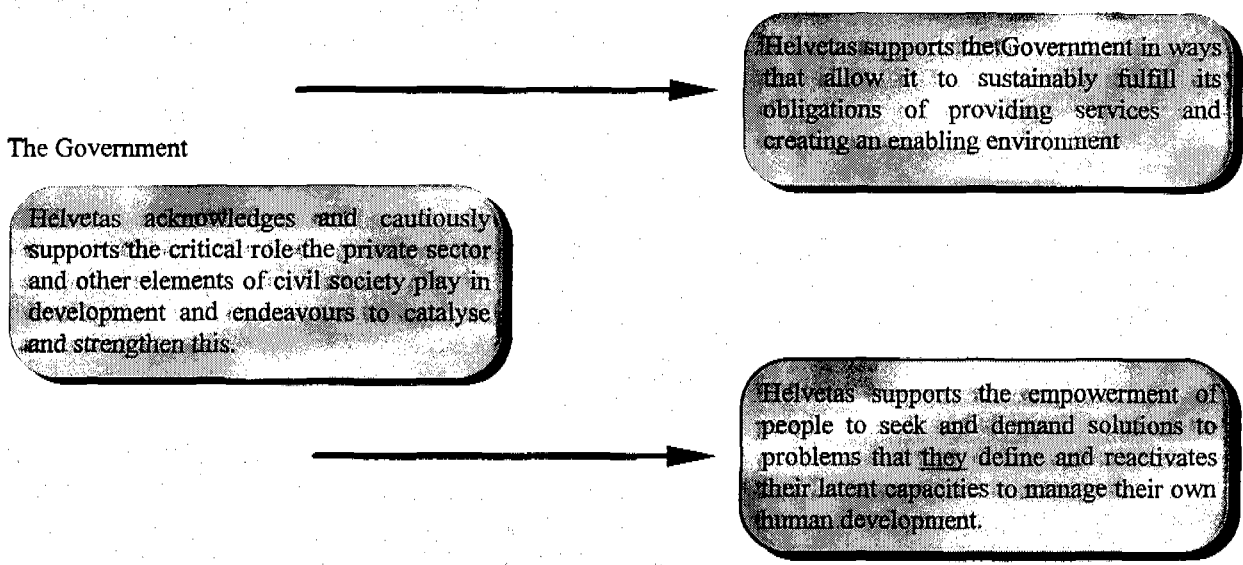 Helvetas supports the Government in ways
that allow it to sustainably fulfill its
obligations of providing services and
creating an enabling environment
The Government
Helvetas acknowledges and cautiously
supports the critical role the private sector
and other elements of civil society play in
development and endeavours to catalyse
and strengthen this.
Helvetas supports the empowerment of
people to seek and demand solutions to
problems that they define and reactivates
their latent capacities to manage their own
human development.